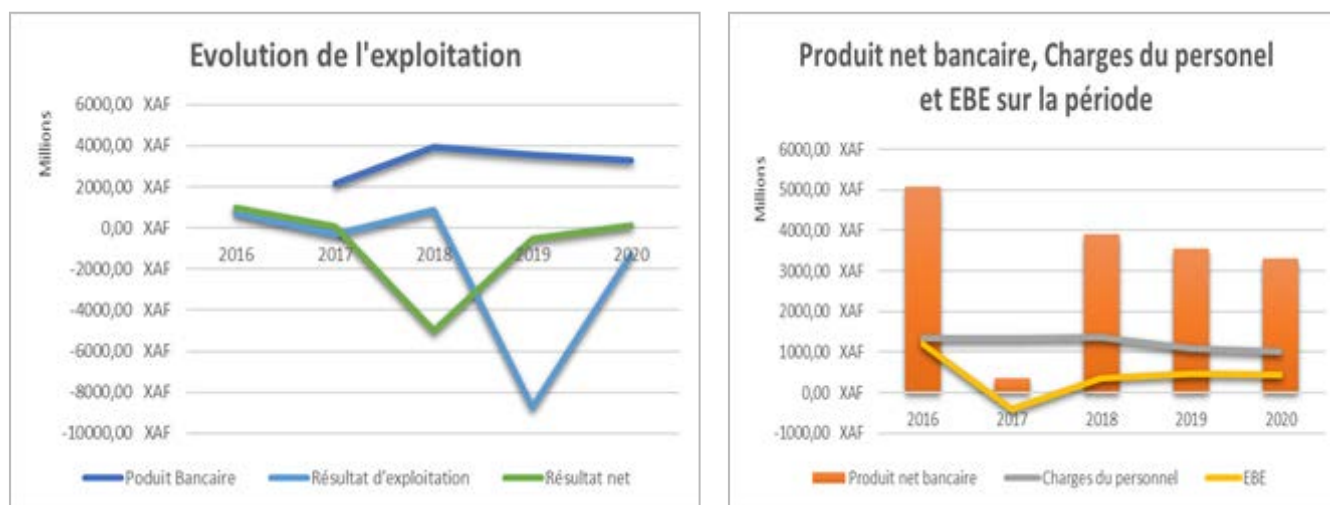 Evolution de l'exploitation
Millions
6000,00 XAF
4000,00 XAF
2000,00 XAF
0,00 XAF
-2000,00 XAF
-4000,00 XAF
-6000,00 XAF
-8000,00 XAF
-10000,00 XAF
2016 2017 2018 2019 2020
Poduit Bancaire Résultat d'exploitation Résultat net
Produit net bancaire, Charges du personel
et EBE sur la période
Millions
6000,00 XAF
5000,00 XAF
4000,00 XAF
3000,00 XAF
2000,00 XAF
1000,00 XAF
0,00 XAF
-1000,00 XAF
2016 2017 2018 2019 2020
Produit net bancaire Charges du personnel EBE